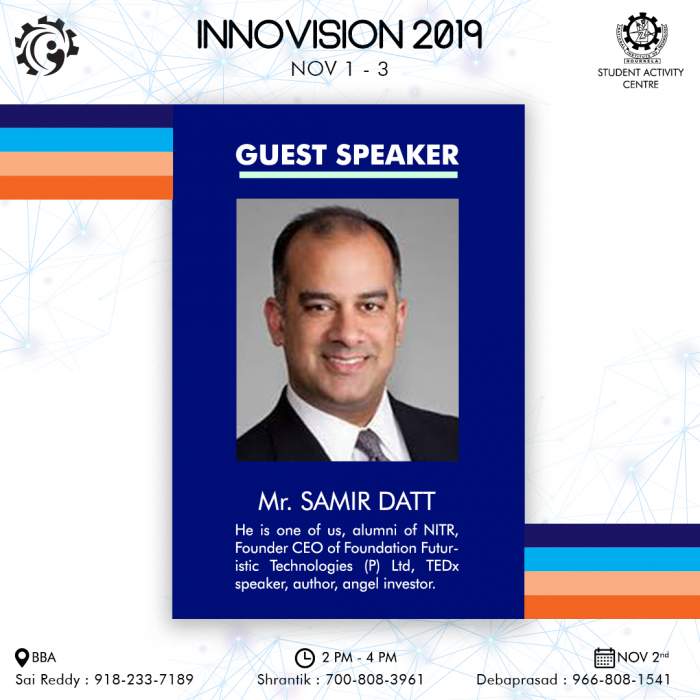 INNOVISION 2019
NOV 1 - 3
STUDENT ACTIVITY
CENTRE
GUEST SPEAKER
Mr. SAMIR DATT
He is one of us, alumni of NITR,
Founder CEO of Foundation Futur-
istic Technologies (P) Ltd, TEDx
speaker, author, angel investor.
BBA
2 PM - 4 PM
NOV 2nd
Sai Reddy : 918-233-7189
Shrantik : 700-808-3961
Debaprasad : 966-808-1541